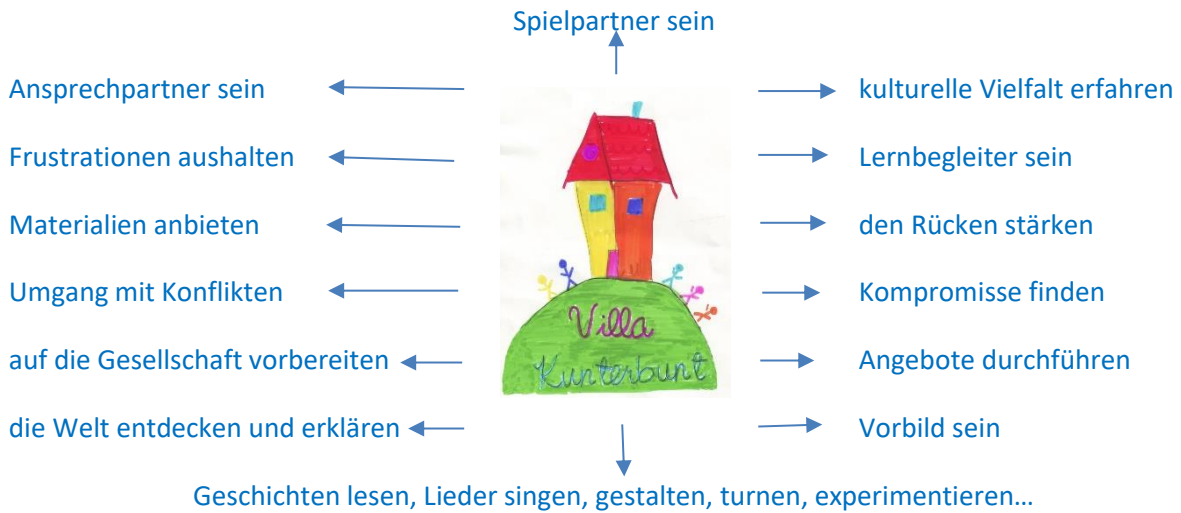 Spielpartner sein
Ansprechpartner sein
kulturelle Vielfalt erfahren
Frustrationen aushalten
Lernbegleiter sein
Materialien anbieten
den Rücken stärken
Umgang mit Konflikten
Kompromisse finden
Villa
auf die Gesellschaft vorbereiten
Kunterbunt
Angebote durchführen
die Welt entdecken und erklären
Vorbild sein
Geschichten lesen, Lieder singen, gestalten, turnen, experimentieren…